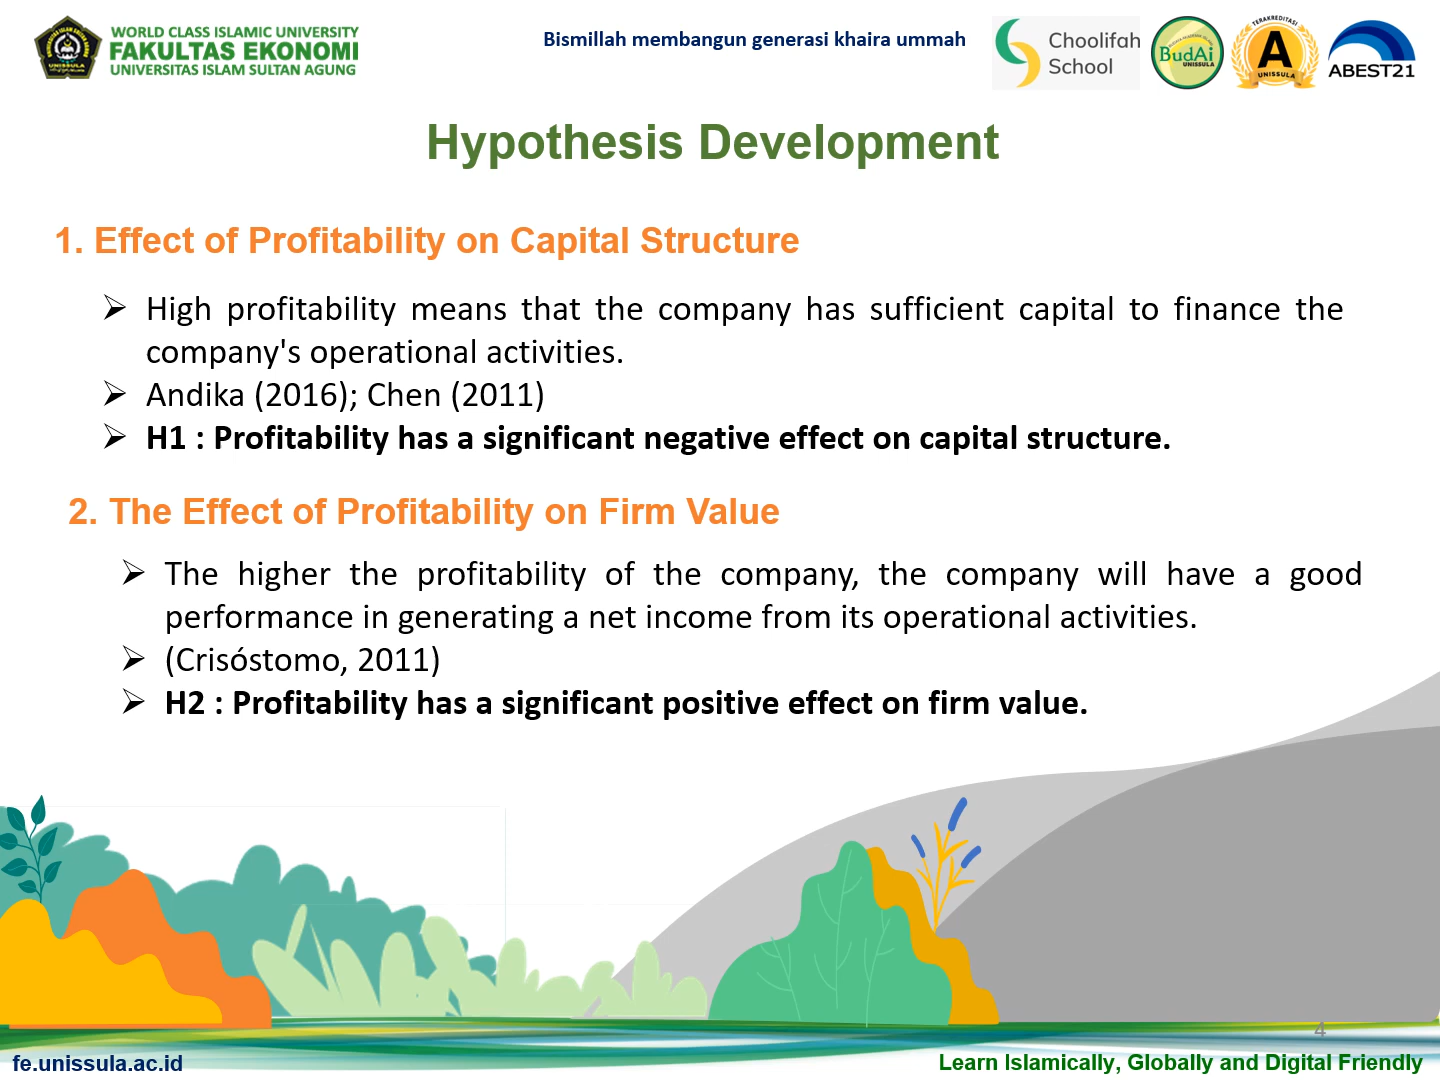 WORLD CLASS ISLAMIC UNIVERSITY
FAKULTAS EKONOMI
UNIVERSITAS ISLAM SULTAN AGUNG
UNISSULA
Bismillah membangun generasi khaira ummah
Choolifah
School
BudAi
UNISSULA
TERAKREDITASI
A
UNISSULA
ABEST21
Hypothesis Development
1. Effect of Profitability on Capital Structure
➢ High profitability means that the company has sufficient capital to finance the
company's operational activities.
➢ Andika (2016); Chen (2011)
➢ H1 : Profitability has a significant negative effect on capital structure.
2. The Effect of Profitability on Firm Value
➢ The higher the profitability of the company, the company will have a good
performance in generating a net income from its operational activities.
➢ (Crisóstomo, 2011)
➢ H2 : Profitability has a significant positive effect on firm value.
4
fe.unissula.ac.id
Learn Islamically, Globally and Digital Friendly